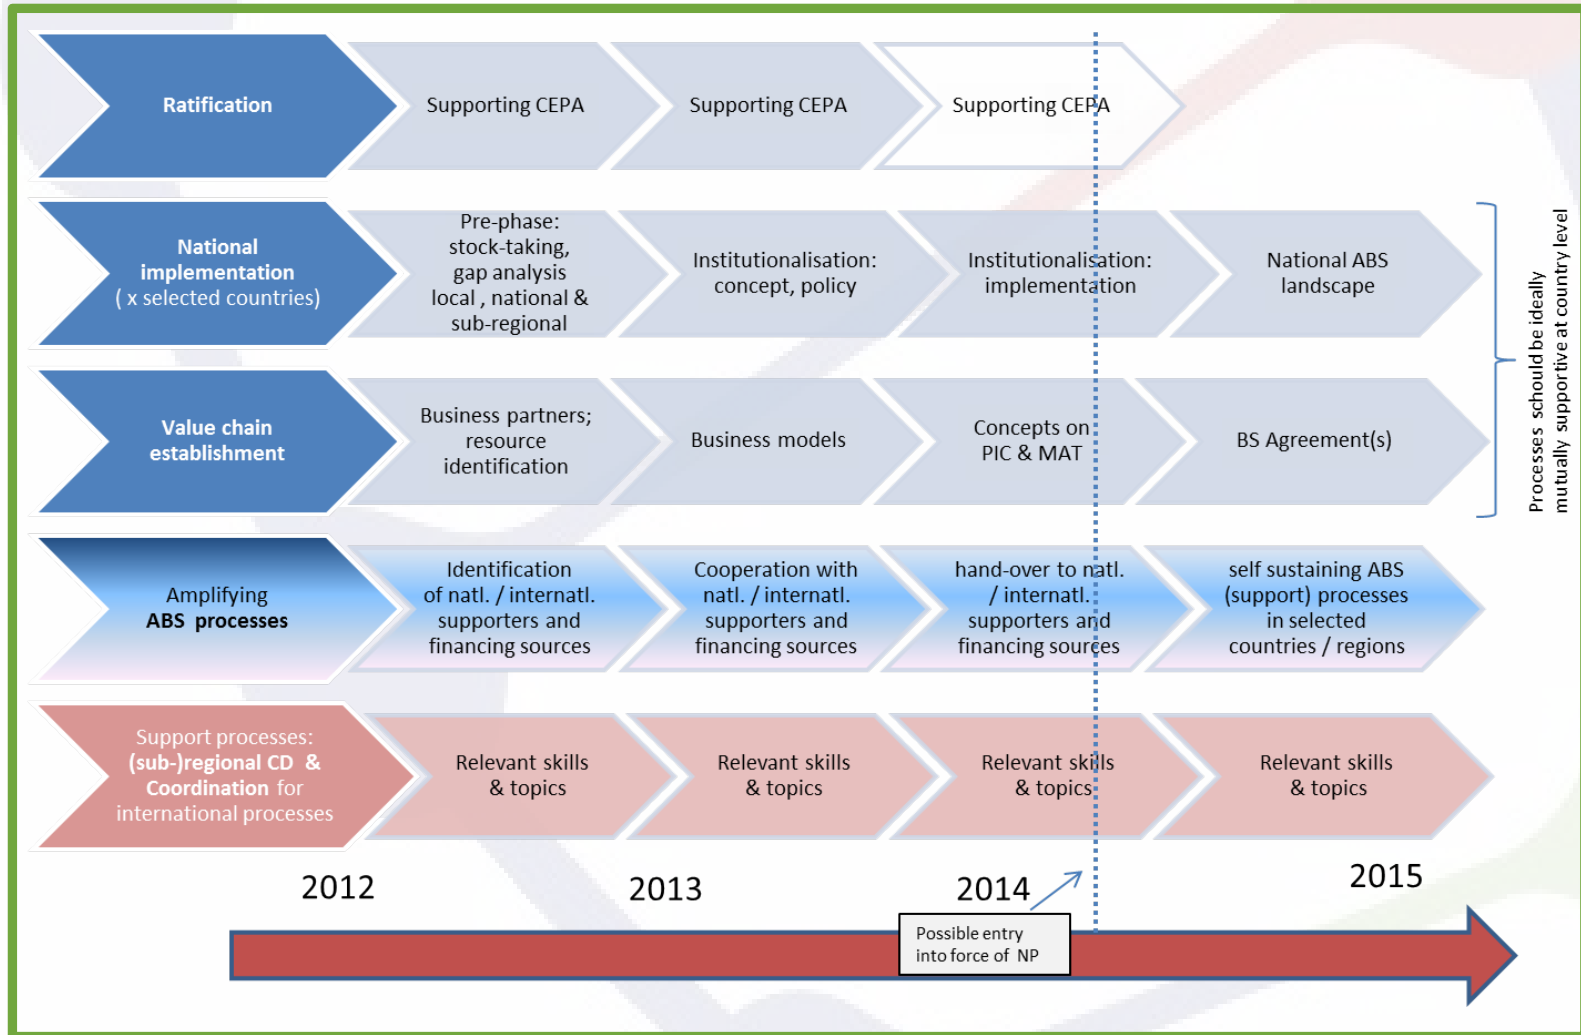 Ratification
Supporting CEPA
Supporting CEPA
Supporting CEPA
National
implementation
( x selected countries)
Pre-phase:
stock-taking,
gap analysis
local , national &
sub-regional
Institutionalisation:
concept, policy
Institutionalisation:
implementation
National ABS
landscape
Value chain
establishment
Business partners;
resource
identification
Business models
Concepts on
PIC & MAT
BS Agreement(s)
Processes schould be ideally
mutually supportive at country level
Amplifying
ABS processes
Identification
of natl. / internatl.
supporters and
financing sources
Cooperation with
natl. / internatl.
supporters and
financing sources
hand-over to natl.
/ internatl.
supporters and
financing sources
self sustaining ABS
(support) processes
in selected
countries / regions
Support processes:
(sub-)regional CD &
Coordination for
international processes
Relevant skills
& topics
Relevant skills
& topics
Relevant skills
& topics
Relevant skills
& topics
2012
2013
2014
2015
Possible entry
into force of NP